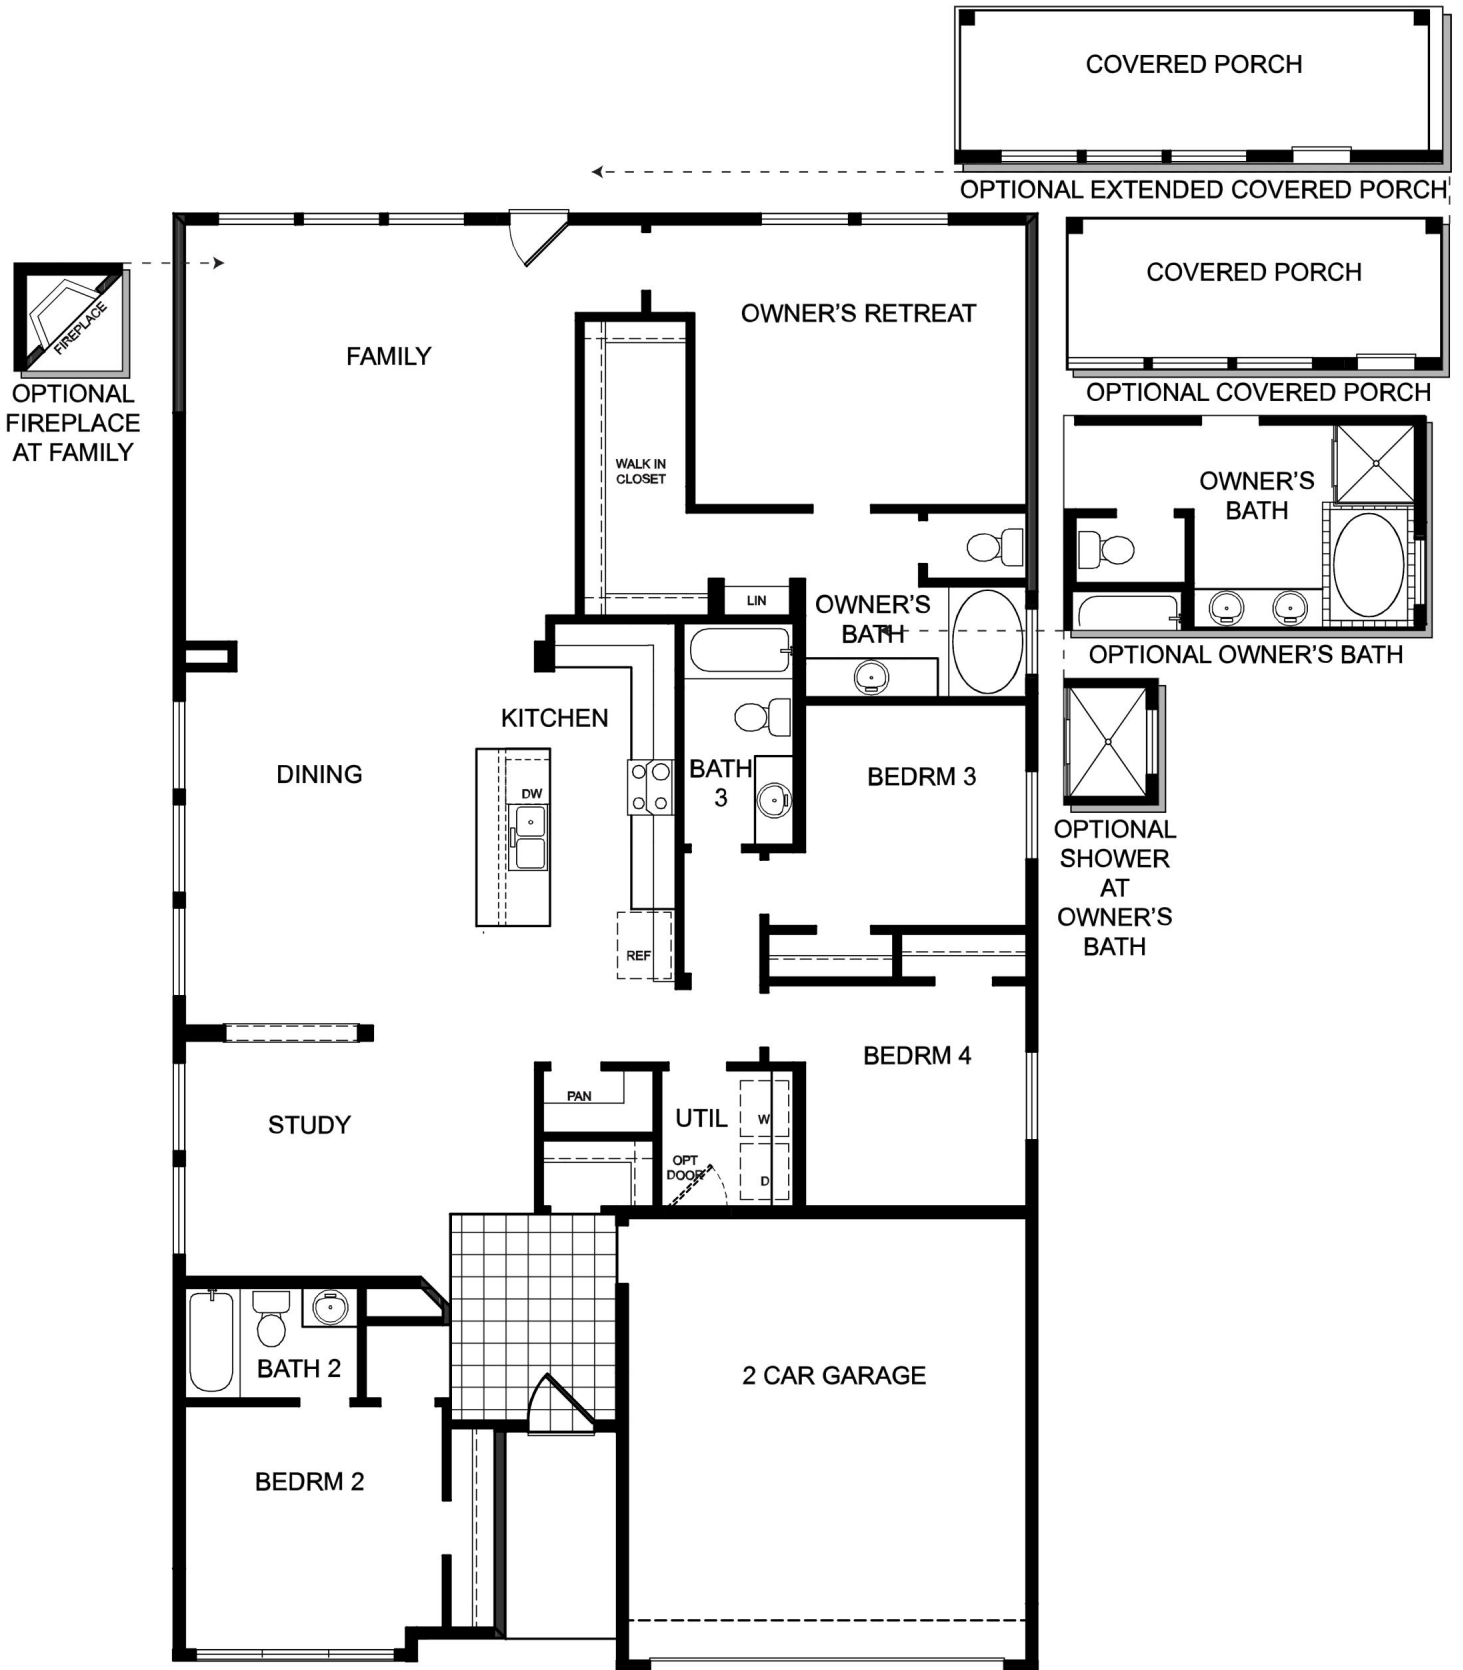 COVERED PORCH
OPTIONAL EXTENDED COVERED PORCH
COVERED PORCH
OPTIONAL COVERED PORCH
FIREPLACE
OPTIONAL
FIREPLACE
AT FAMILY
FAMILY
OWNER'S RETREAT
WALK IN
CLOSET
OWNER'S
BATH
OPTIONAL OWNER'S BATH
LIN
OWNER'S
BATH
KITCHEN
DINING
DW
REF
BATH
3
BEDRM 3
OPTIONAL
SHOWER
AT
OWNER'S
BATH
BEDRM 4
STUDY
PAN
UTIL
W
D
OPT
DOOR
BATH 2
2 CAR GARAGE
BEDRM 2